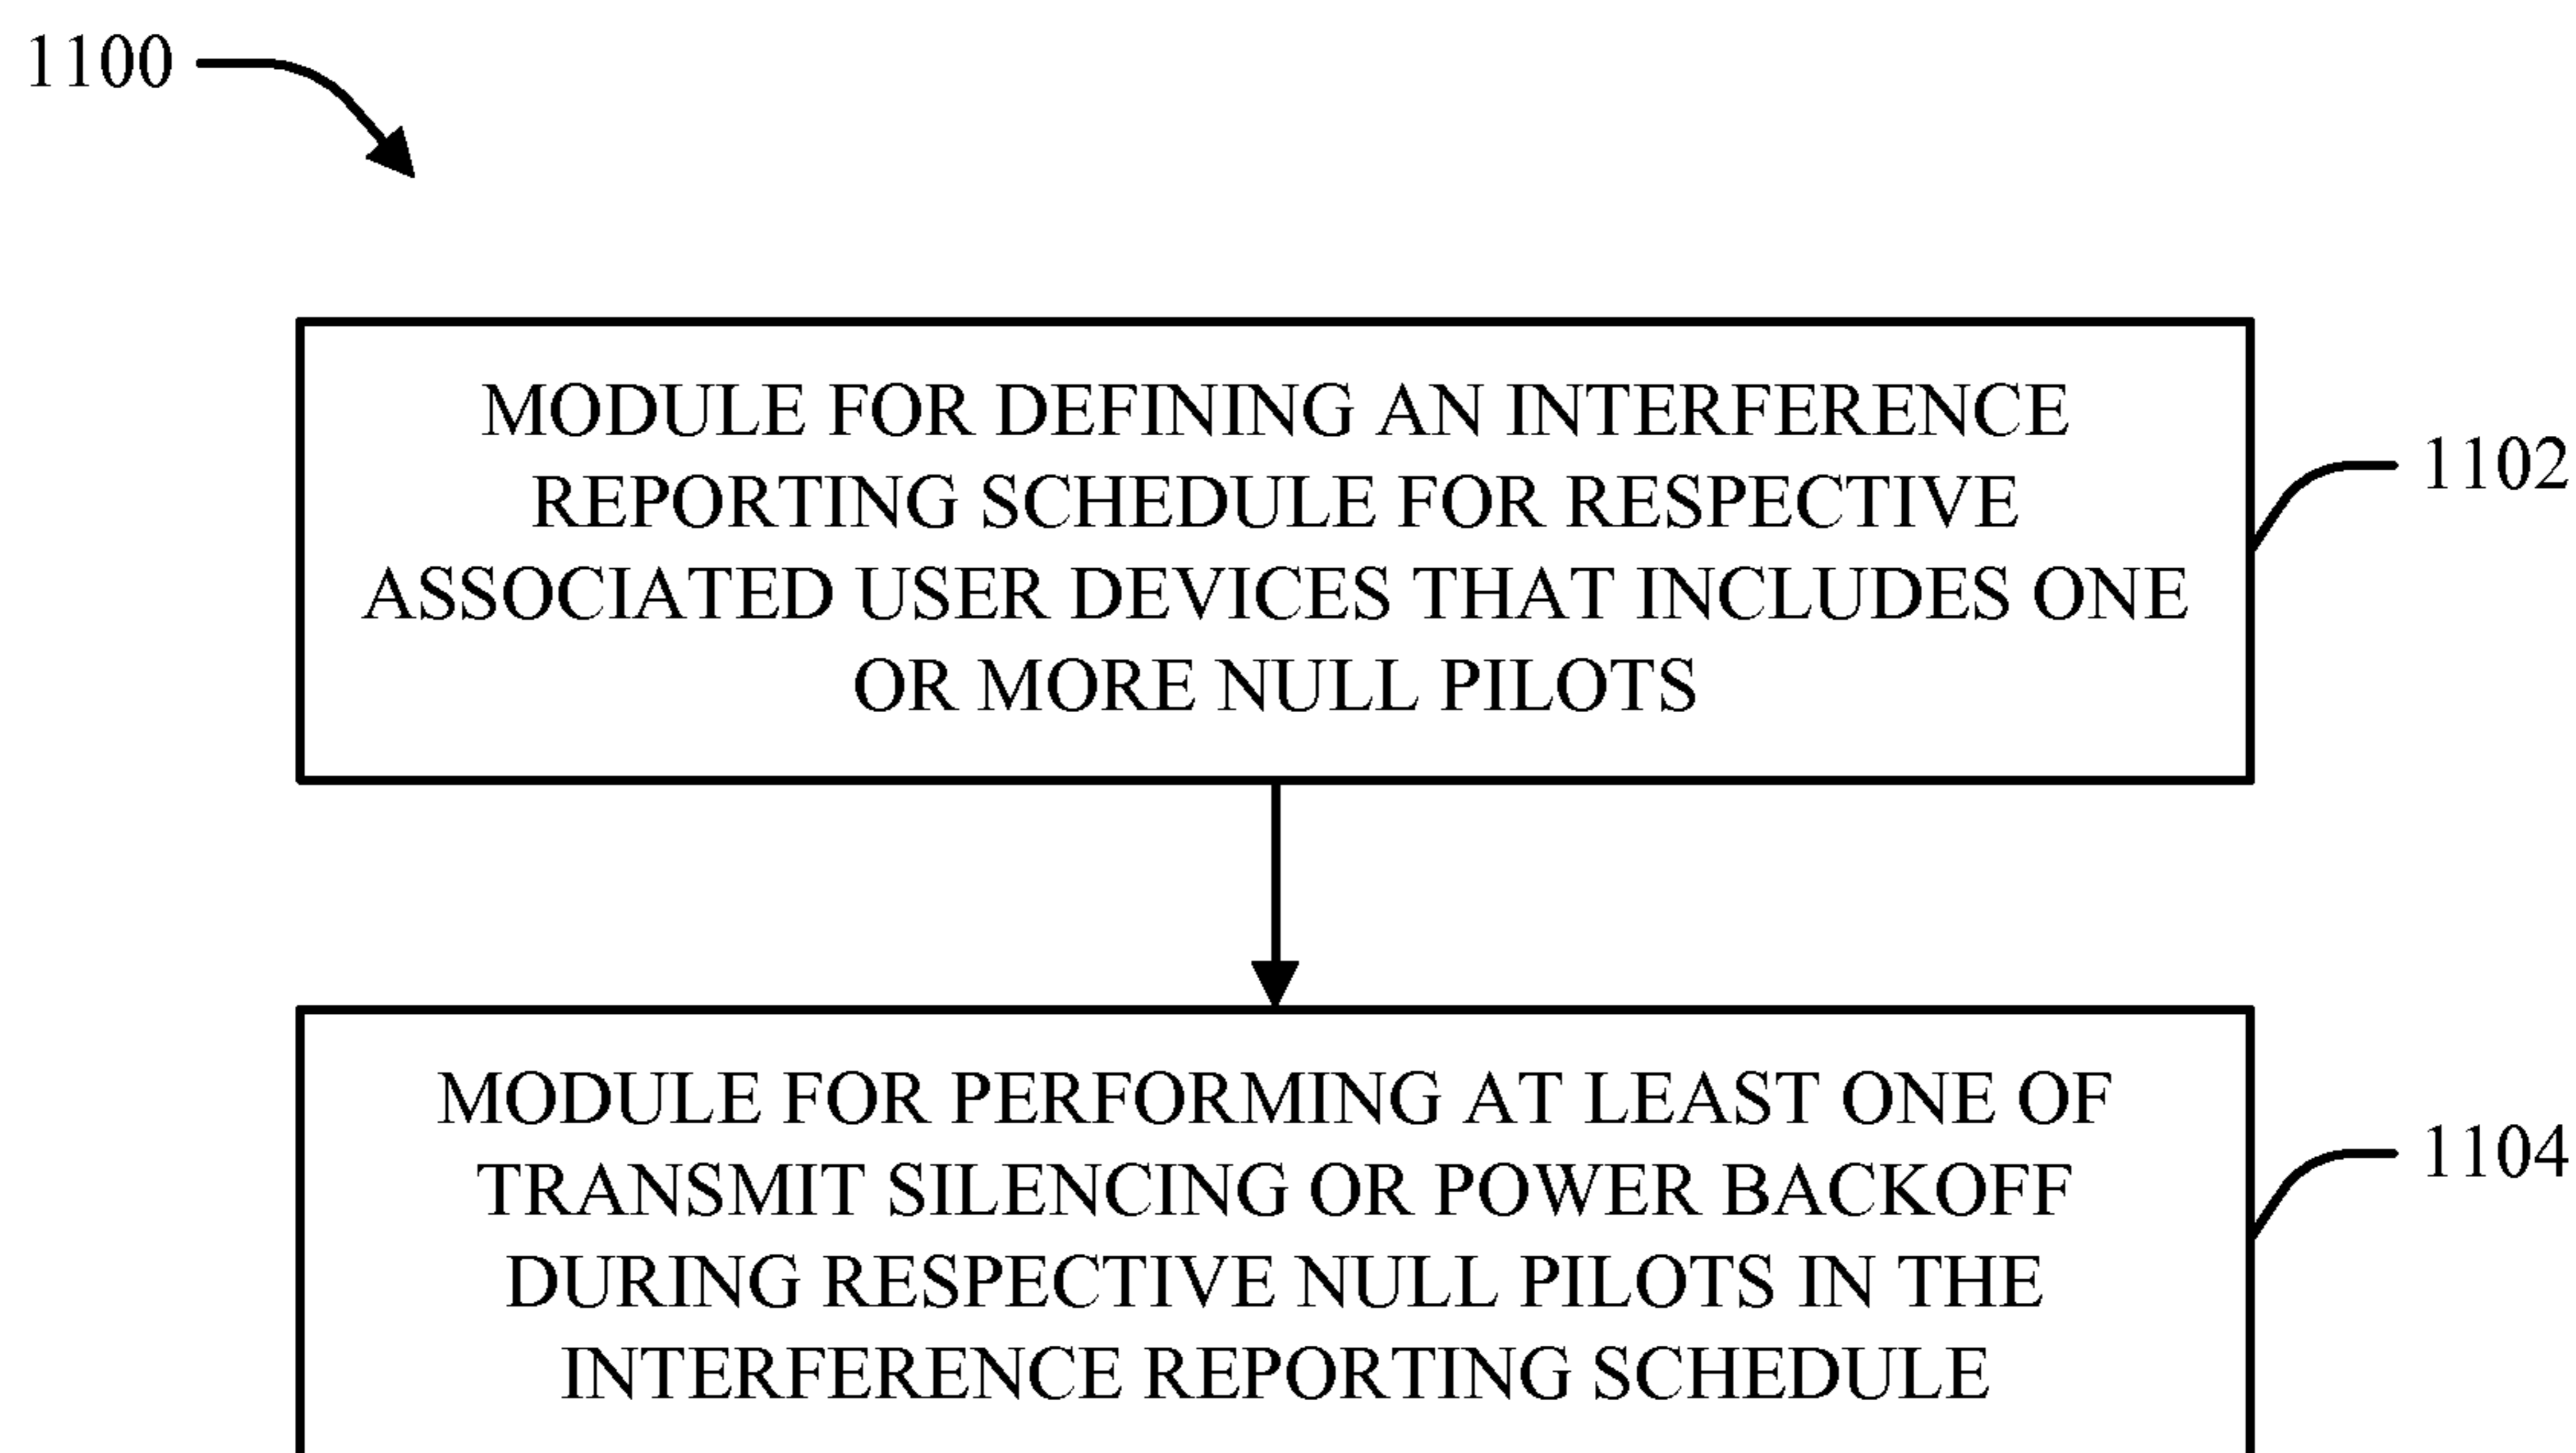 1100
MODULE FOR DEFINING AN INTERFERENCE
REPORTING SCHEDULE FOR RESPECTIVE
ASSOCIATED USER DEVICES THAT INCLUDES ONE
OR MORE NULL PILOTS
1102
MODULE FOR PERFORMING AT LEAST ONE OF
TRANSMIT SILENCING OR POWER BACKOFF
DURING RESPECTIVE NULL PILOTS IN THE
INTERFERENCE REPORTING SCHEDULE
1104